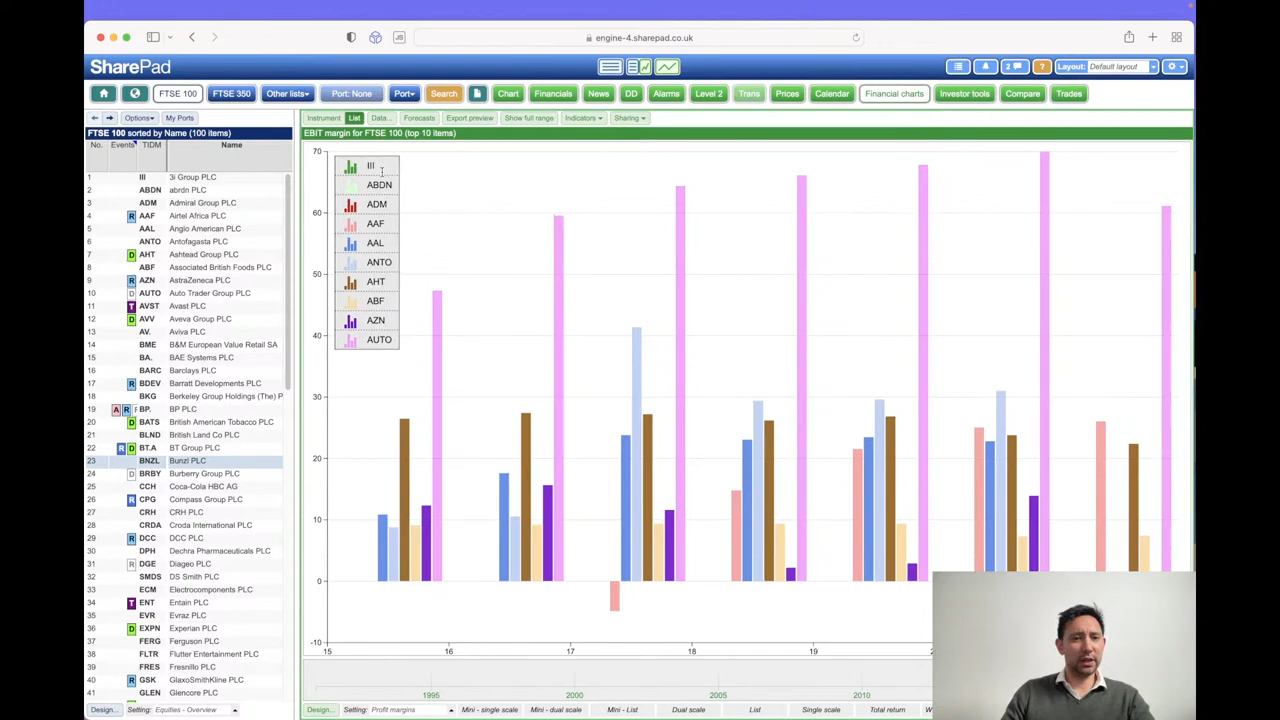 engine-4.sharepad.co.uk
JS
SharePad
2
?
Layout: Default layout
FTSE 100 FTSE 350 Other lists Port: None Port Search Chart Financials News DD Alarms Level 2 Trans Prices Calendar Financial charts Investor tools Compare Trades
Options My Ports
Instrument List Data... Forecasts Export preview Show full range Indicators Sharing
FTSE 100 sorted by Name (100 items)
EBIT margin for FTSE 100 (top 10 items)
No. Events TIDM Name
1 III 3i Group PLC
2 ABDN abrdn PLC
3 ADM Admiral Group PLC
4 R AAF Airtel Africa PLC
5 AAL Anglo American PLC
6 ANTO Antofagasta PLC
7 D AHT Ashtead Group PLC
8 ABF Associated British Foods PLC
9 R AZN AstraZeneca PLC
10 D AUTO Auto Trader Group PLC
11 T AVST Avast PLC
12 D AVV Aveva Group PLC
13 AV. Aviva PLC
14 BME B&M European Value Retail SA
15 BA. BAE Systems PLC
16 BARC Barclays PLC
17 R BDEV Barratt Developments PLC
18 BKG Berkeley Group Holdings (The) P
19 A R BP. BP PLC
20 D BATS British American Tobacco PLC
21 BLND British Land Co PLC
22 R D BT.A BT Group PLC
23 BNZL Bunzl PLC
24 D BRBY Burberry Group PLC
25 CCH Coca-Cola HBC AG
26 R CPG Compass Group PLC
27 CRH CRH PLC
28 CRDA Croda International PLC
29 R DCC DCC PLC
30 DPH Dechra Pharmaceuticals PLC
31 R DGE Diageo PLC
32 SMDS DS Smith PLC
33 ECM Electrocomponents PLC
34 T ENT Entain PLC
35 EVR Evraz PLC
36 D EXPN Experian PLC
37 FERG Ferguson PLC
38 FLTR Flutter Entertainment PLC
39 FRES Fresnillo PLC
40 R GSK GlaxoSmithKline PLC
41 GLEN Glencore PLC
III
ABDN
ADM
AAF
AAL
ANTO
AHT
ABF
AZN
AUTO
70
60
50
40
30
20
10
0
-10
15 16 17 18 19
1995 2000 2005 2010
Design... Setting: Equities - Overview
Design... Setting: Profit margins Mini - single scale Mini - dual scale Mini - List Dual scale List Single scale Total return W